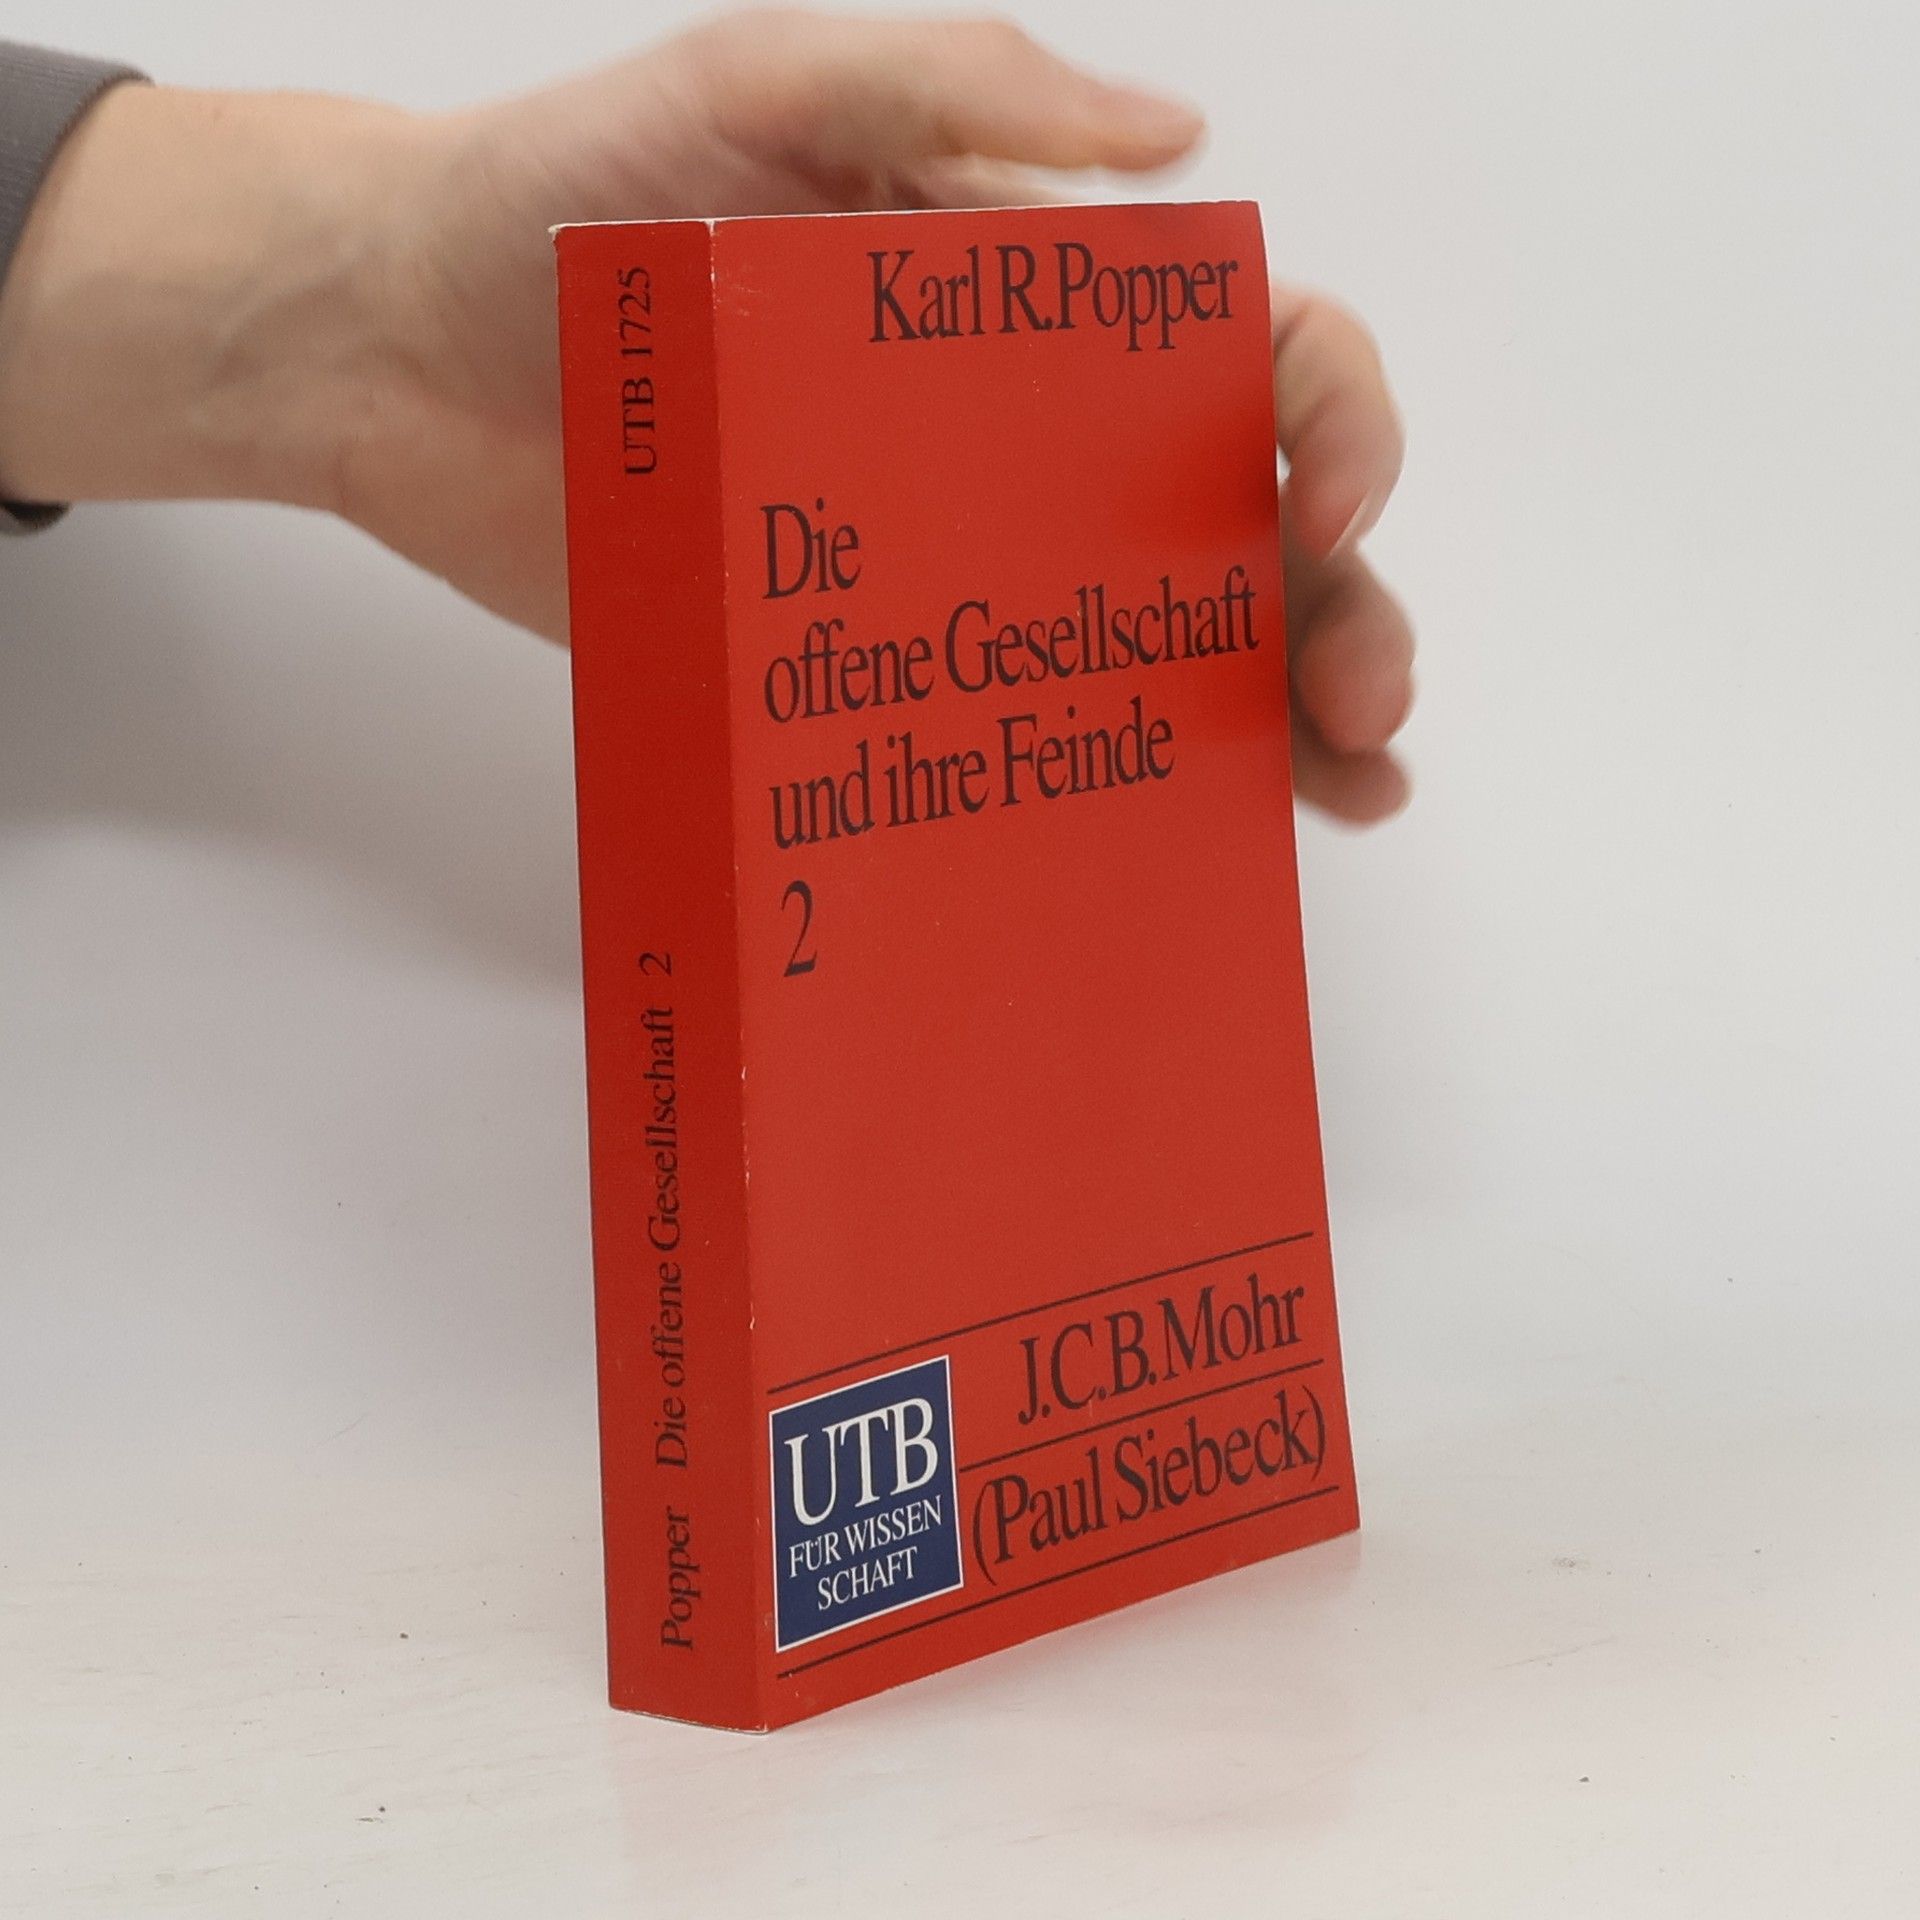 UTB 1725
Popper Die offene Gesellschaft 2
Karl R. Popper
Die
offene Gesellschaft
und ihre Feinde
2
J.C.B. Mohr
(Paul Siebeck)
UTB
FÜR WISSEN
SCHAFT